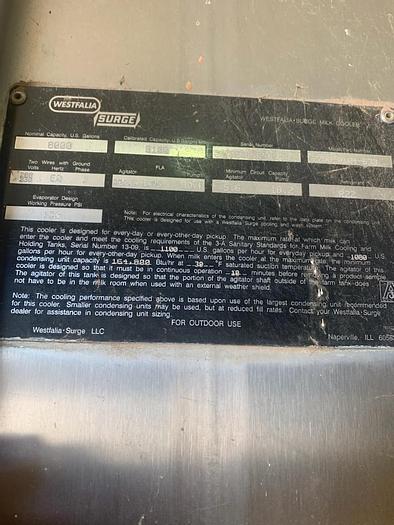 WESTFALIA
SURGE
WESTFALIA·SURGE MILK COOLER
Nominal Capacity, U.S. Gallons
Calibrated Capacity, U.S.
Serial Number
8000
Two Wires with Ground
Volts Hertz Phase
Agitator
FLA
Minimum Circuit Capacity
Agitator
60
Evaporator Design
Working Pressure PSI
Note: For electrical characteristics of the condensing unit, refer to the data plate on the condensing
This cooler is designed for use with a Westfalia Surge cooling and wash system.
This cooler is designed for every-day or every-other-day pickup. The maximum rate at which milk can
enter the cooler and meet the cooling requirements of the 3-A Sanitary Standards for Farm Milk Cooling and
Holding Tanks, Serial Number 13-09, is 1100 U.S. gallons per hour for everyday pickup and 1000 U.S.
gallons per hour for every-other-day pickup. When milk enters the cooler at the maximum rate, the minimum
condensing unit capacity is 164,000 Btu/hr at 30 °F saturated suction temperature. The agitator of this
cooler is designed so that it must be in continuous operation 10 minutes before removing a product sample.
The agitator of this tank is designed so that the portion of the agitator shaft outside of the farm tank does
not have to be in the milk room when used with an external weather shield.
Note: The cooling performance specified above is based upon use of the largest condensing unit recommended
for this cooler. Smaller condensing units may be used, but at reduced fill rates. Contact your Westfalia·Surge
dealer for assistance in condensing unit sizing.
FOR OUTDOOR USE
Westfalia·Surge LLC
Naperville, ILL